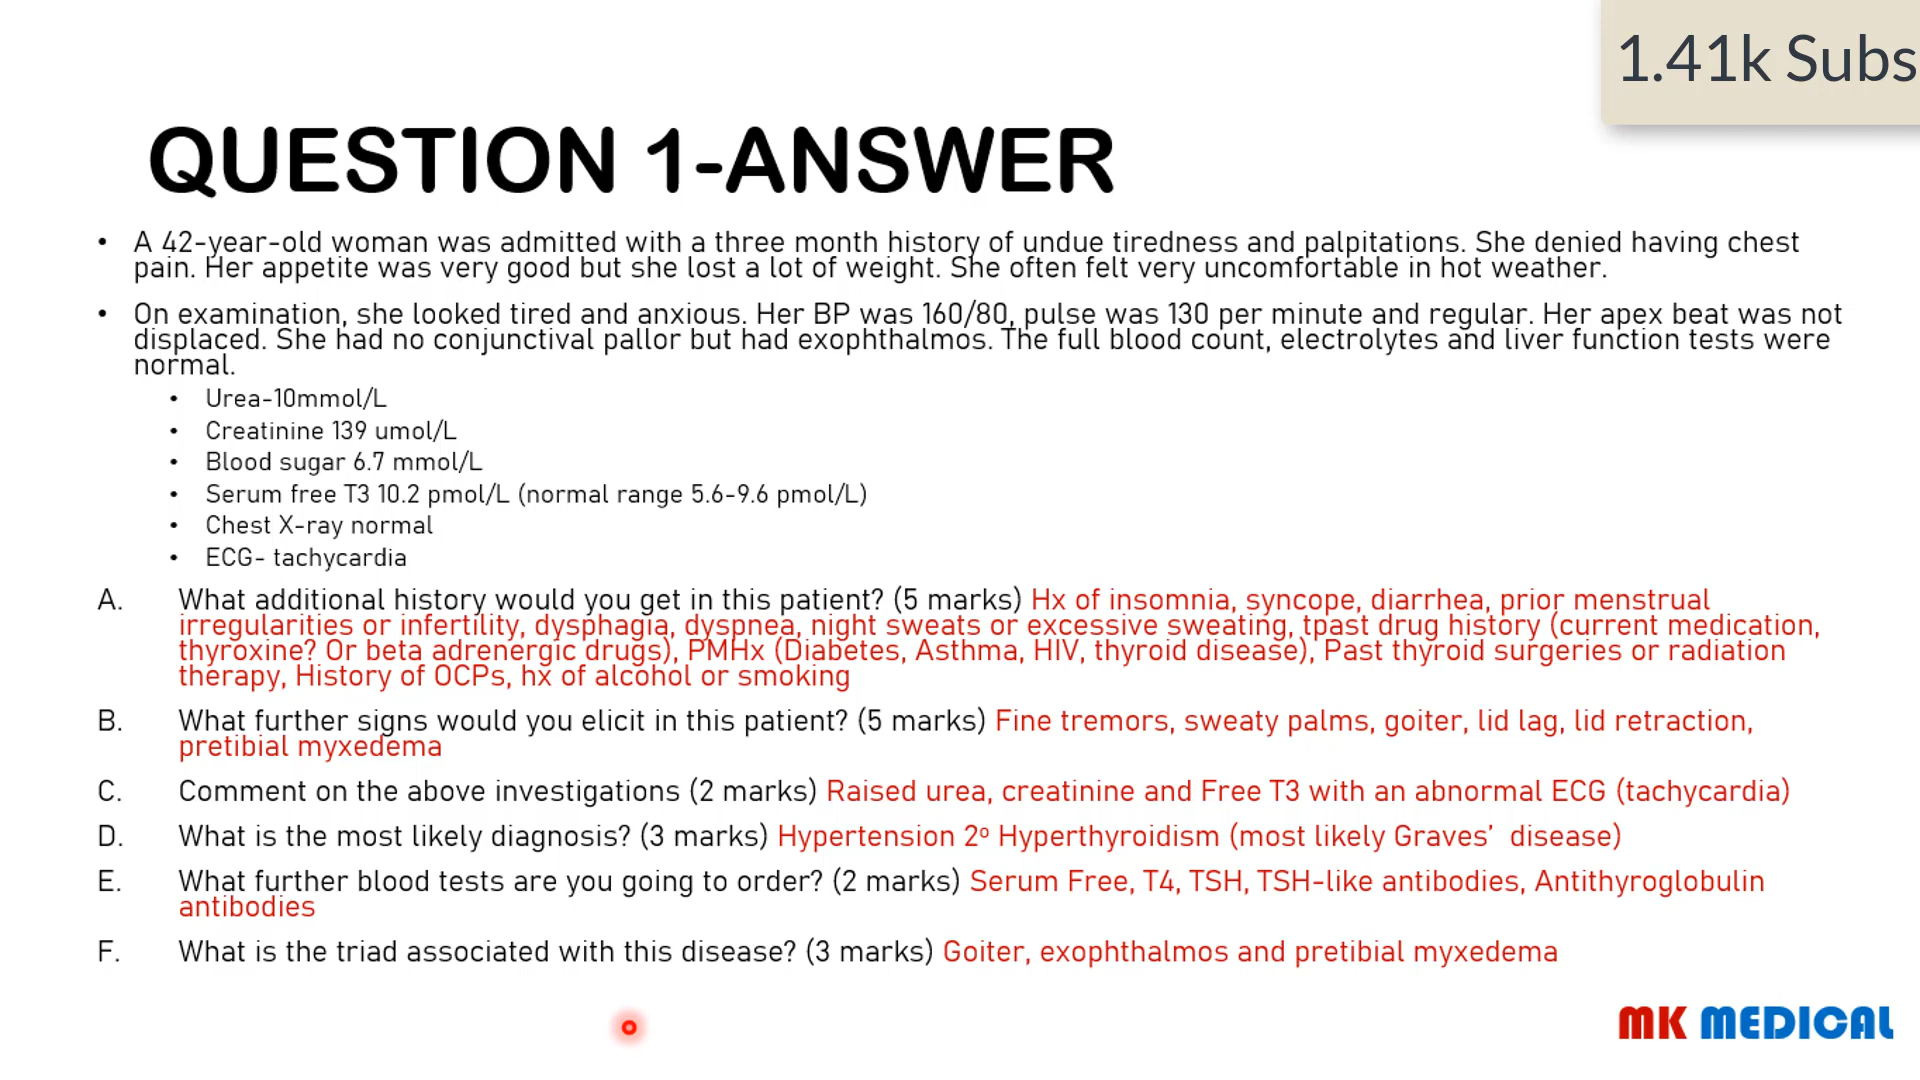 1.41k Subs
QUESTION 1-ANSWER
• A 42-year-old woman was admitted with a three month history of undue tiredness and palpitations. She denied having chest
pain. Her appetite was very good but she lost a lot of weight. She often felt very uncomfortable in hot weather.
• On examination, she looked tired and anxious. Her BP was 160/80, pulse was 130 per minute and regular. Her apex beat was not
displaced. She had no conjunctival pallor but had exophthalmos. The full blood count, electrolytes and liver function tests were
normal.
• Urea-10mmol/L
• Creatinine 139 umol/L
• Blood sugar 6.7 mmol/L
• Serum free T3 10.2 pmol/L (normal range 5.6-9.6 pmol/L)
• Chest X-ray normal
• ECG- tachycardia
A. What additional history would you get in this patient? (5 marks) Hx of insomnia, syncope, diarrhea, prior menstrual
irregularities or infertility, dysphagia, dyspnea, night sweats or excessive sweating, tpast drug history (current medication,
thyroxine? Or beta adrenergic drugs), PMHx (Diabetes, Asthma, HIV, thyroid disease), Past thyroid surgeries or radiation
therapy, History of OCPs, hx of alcohol or smoking
B. What further signs would you elicit in this patient? (5 marks) Fine tremors, sweaty palms, goiter, lid lag, lid retraction,
pretibial myxedema
C. Comment on the above investigations (2 marks) Raised urea, creatinine and Free T3 with an abnormal ECG (tachycardia)
D. What is the most likely diagnosis? (3 marks) Hypertension 2º Hyperthyroidism (most likely Graves’ disease)
E. What further blood tests are you going to order? (2 marks) Serum Free, T4, TSH, TSH-like antibodies, Antithyroglobulin
antibodies
F. What is the triad associated with this disease? (3 marks) Goiter, exophthalmos and pretibial myxedema
MK MEDICAL